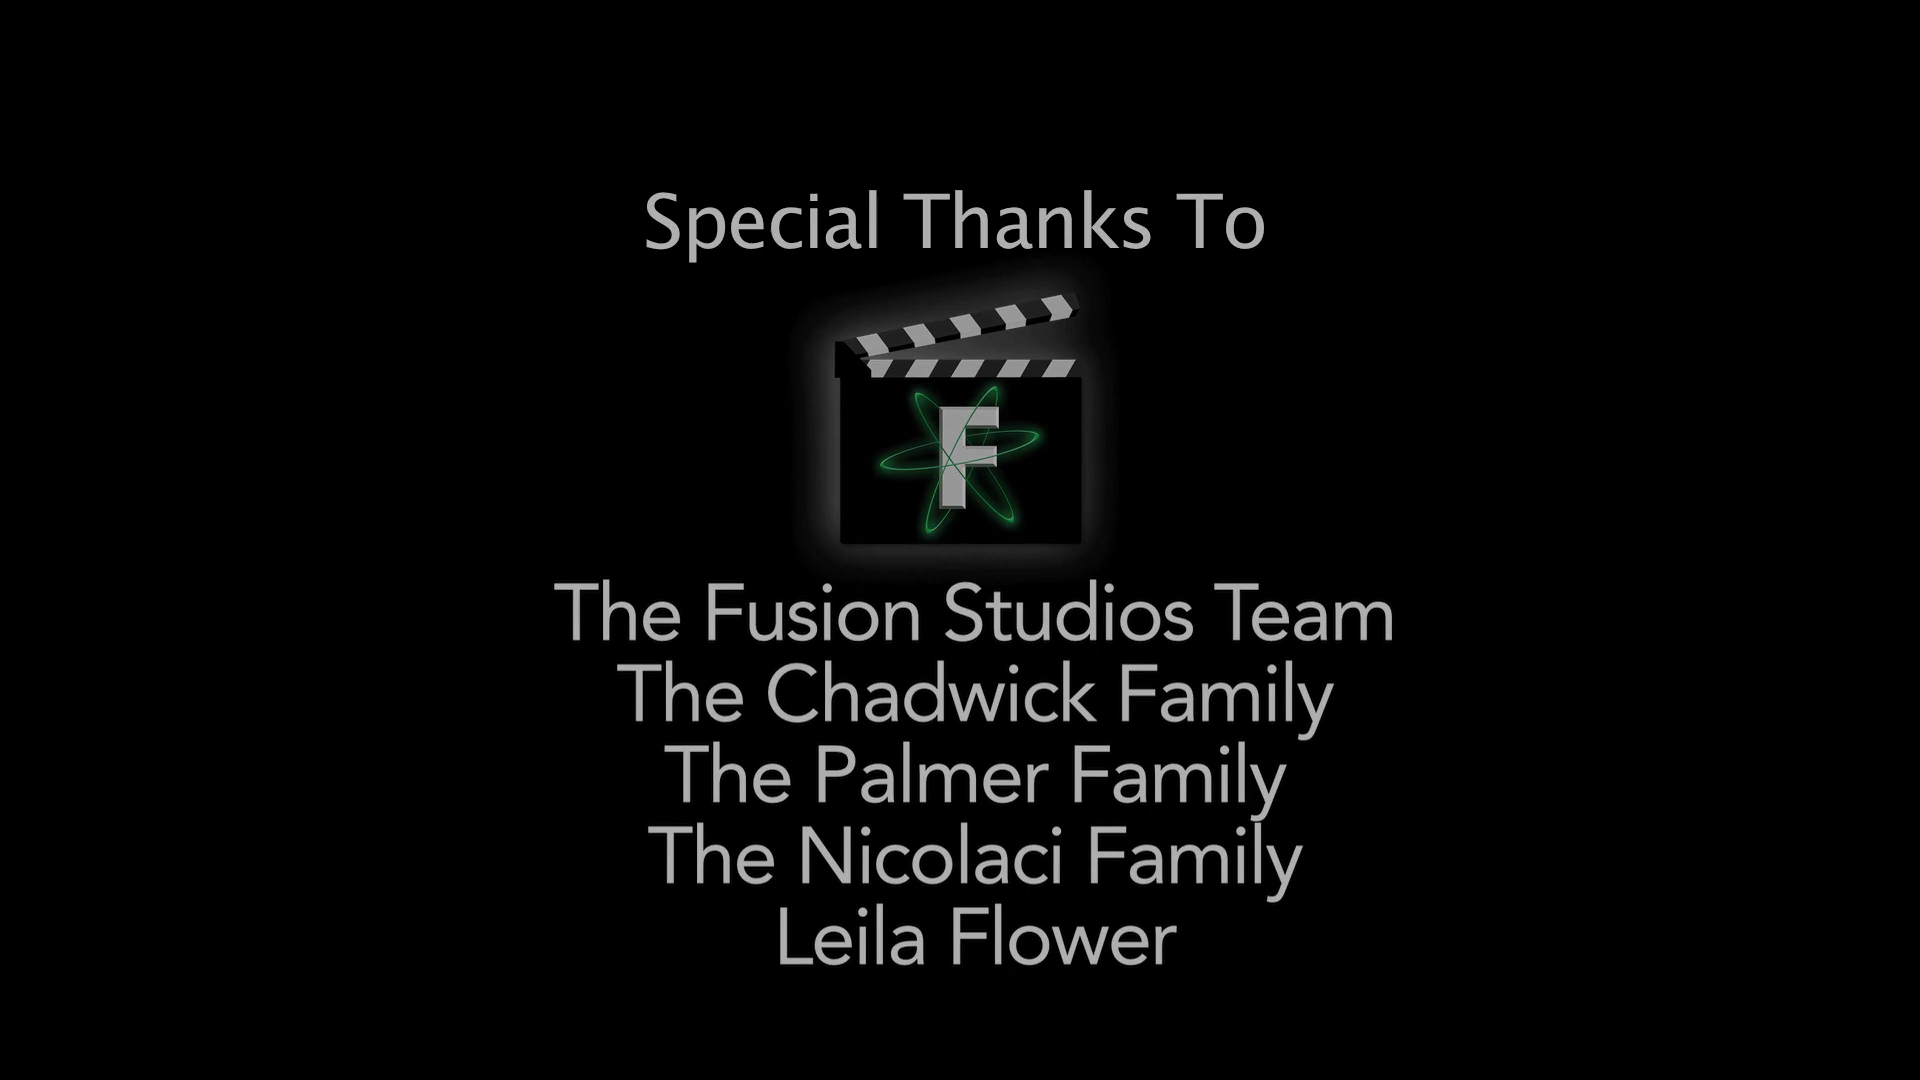 Special Thanks To
F
The Fusion Studios Team
The Chadwick Family
The Palmer Family
The Nicolaci Family
Leila Flower